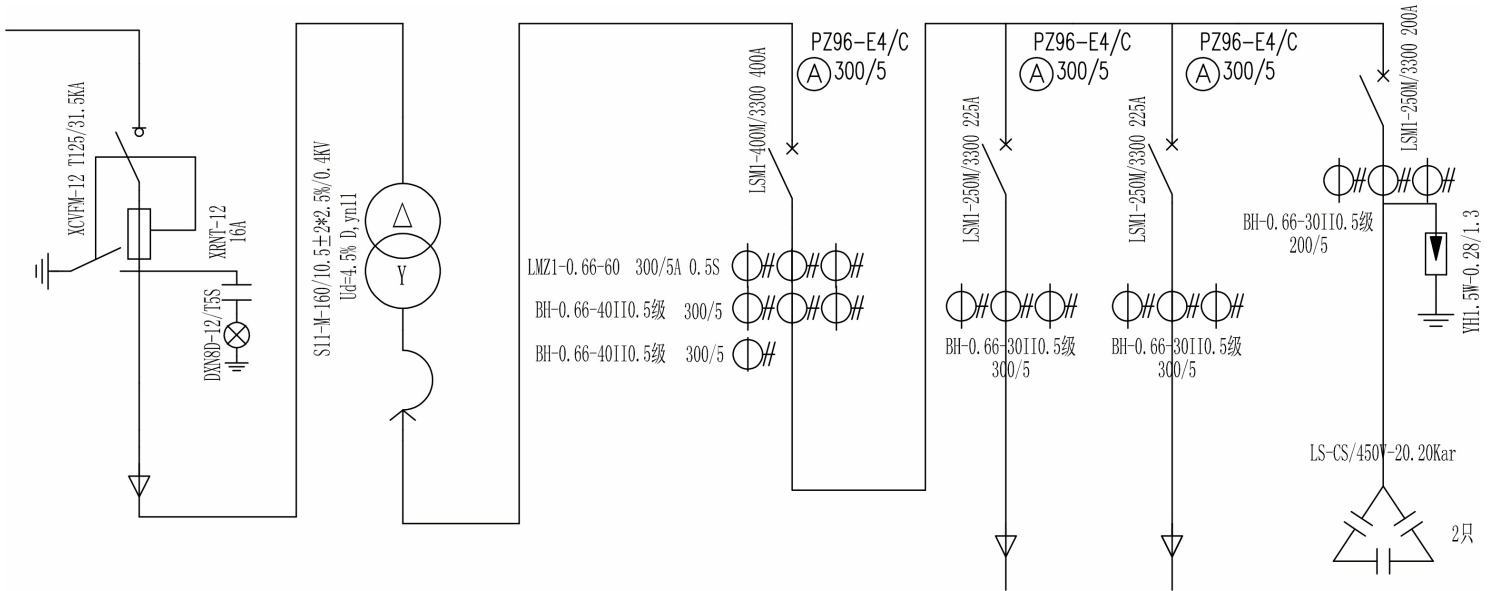 XCVFM-12 T125/31.5KA
XRNT-12
16A
DXN8D-12/T5S
S11-M-160/10.5±2*2.5%/0.4KV
Ud=4.5% D,yn11
Y
PZ96-E4/C
A 300/5
LSM1-400M/3300 400A
LMZ1-0.66-60 300/5A 0.5S
BH-0.66-40II0.5级 300/5
BH-0.66-40II0.5级 300/5
PZ96-E4/C
A 300/5
LSM1-250M/3300 225A
BH-0.66-30II0.5级
300/5
PZ96-E4/C
A 300/5
LSM1-250M/3300 225A
BH-0.66-30II0.5级
300/5
LSM1-250M/3300 200A
BH-0.66-30II0.5级
200/5
YH1.5W-0.28/1.3
LS-CS/450V-20.20Kar
2只